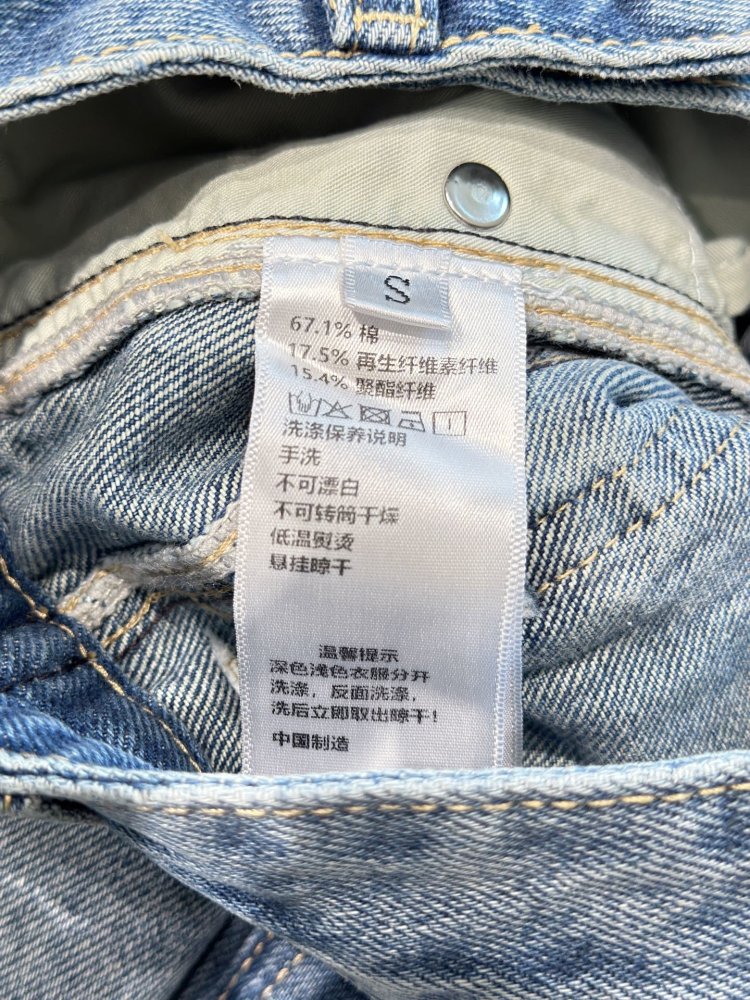 S
67.1% 棉
17.5% 再生纤维素纤维
15.4% 聚酯纤维
洗涤保养说明
手洗
不可漂白
不可转筒干燥
低温熨烫
悬挂晾干
温馨提示
深色浅色衣服分开
洗涤，反面洗涤，
洗后立即取出晾干！
中国制造